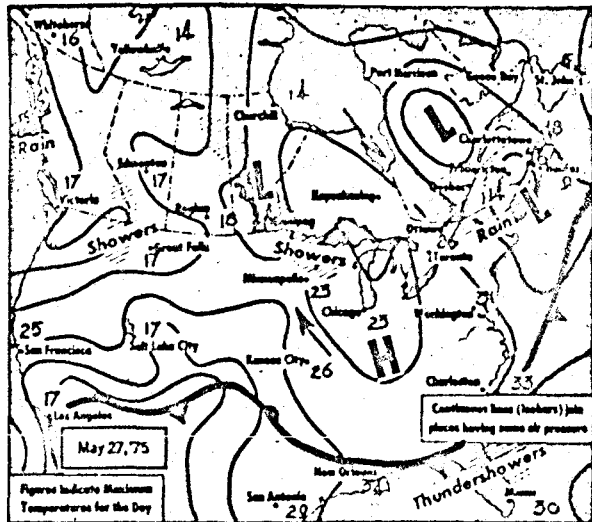 Whitehorse
16
Yellowknife
14
14
Port Harrison
Goose Bay
St. John's
Churchill
L
Charlottetown
18
Rain
Edmonton
17
17
Victoria
Regina
18
L
Winnipeg
Kapuskasing
Quebec
Ottawa
Toronto
Rain
L
Showers
Great Falls
17
Showers
Minneapolis
23
Chicago
23
H
Washington
31
25
San Francisco
17
Salt Lake City
Kansas City
26
Charleston
33
17
Los Angeles
May 27, '75
Continuous lines (Isobars) join
places having same air pressure
Figures Indicate Maximum
Temperatures for the Day
New Orleans
San Antonio
Thundershowers
Miami
30